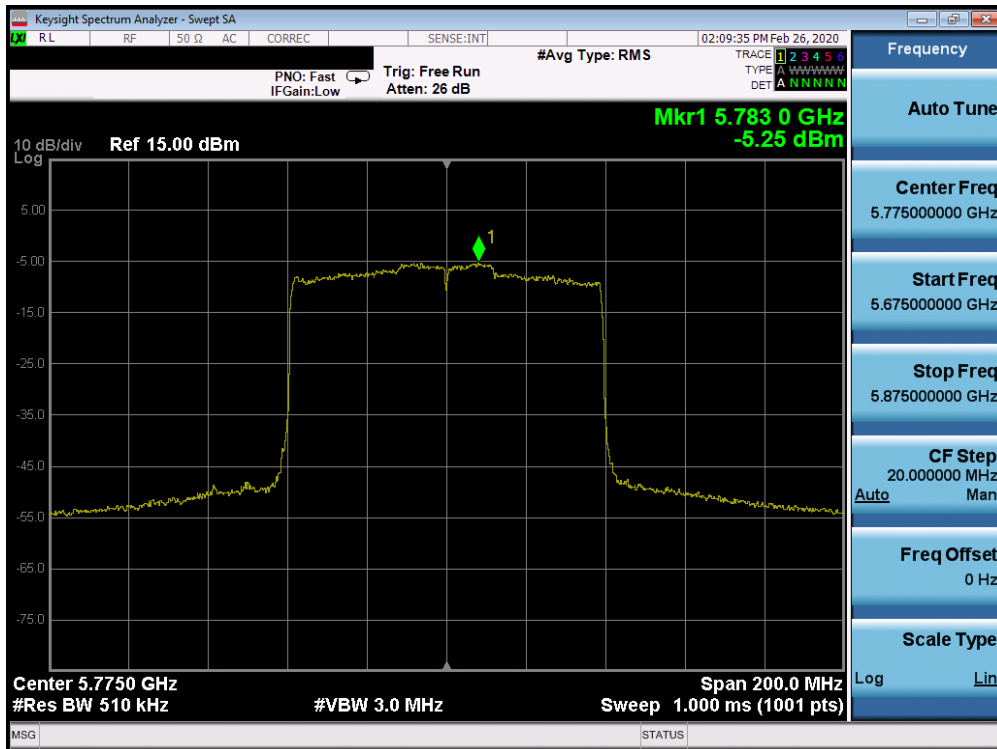 Keysight Spectrum Analyzer - Swept SA
LXI RL RF 50 Ω AC CORREC SENSE:INT 02:09:35 PM Feb 26, 2020
#Avg Type: RMS
TRACE 1 2 3 4 5 6
PNO: Fast Trig: Free Run
TYPE A WWWWW
IFGain:Low Atten: 26 dB
DET A N N N N N
Mkr1 5.783 0 GHz
-5.25 dBm
10 dB/div Ref 15.00 dBm
Log
1
5.00
-5.00
-15.0
-25.0
-35.0
-45.0
-55.0
-65.0
-75.0
Center 5.7750 GHz Span 200.0 MHz
#Res BW 510 kHz #VBW 3.0 MHz Sweep 1.000 ms (1001 pts)
MSG STATUS
Frequency
Auto Tune
Center Freq
5.775000000 GHz
Start Freq
5.675000000 GHz
Stop Freq
5.875000000 GHz
CF Step
20.000000 MHz
Auto Man
Freq Offset
0 Hz
Scale Type
Log Lin